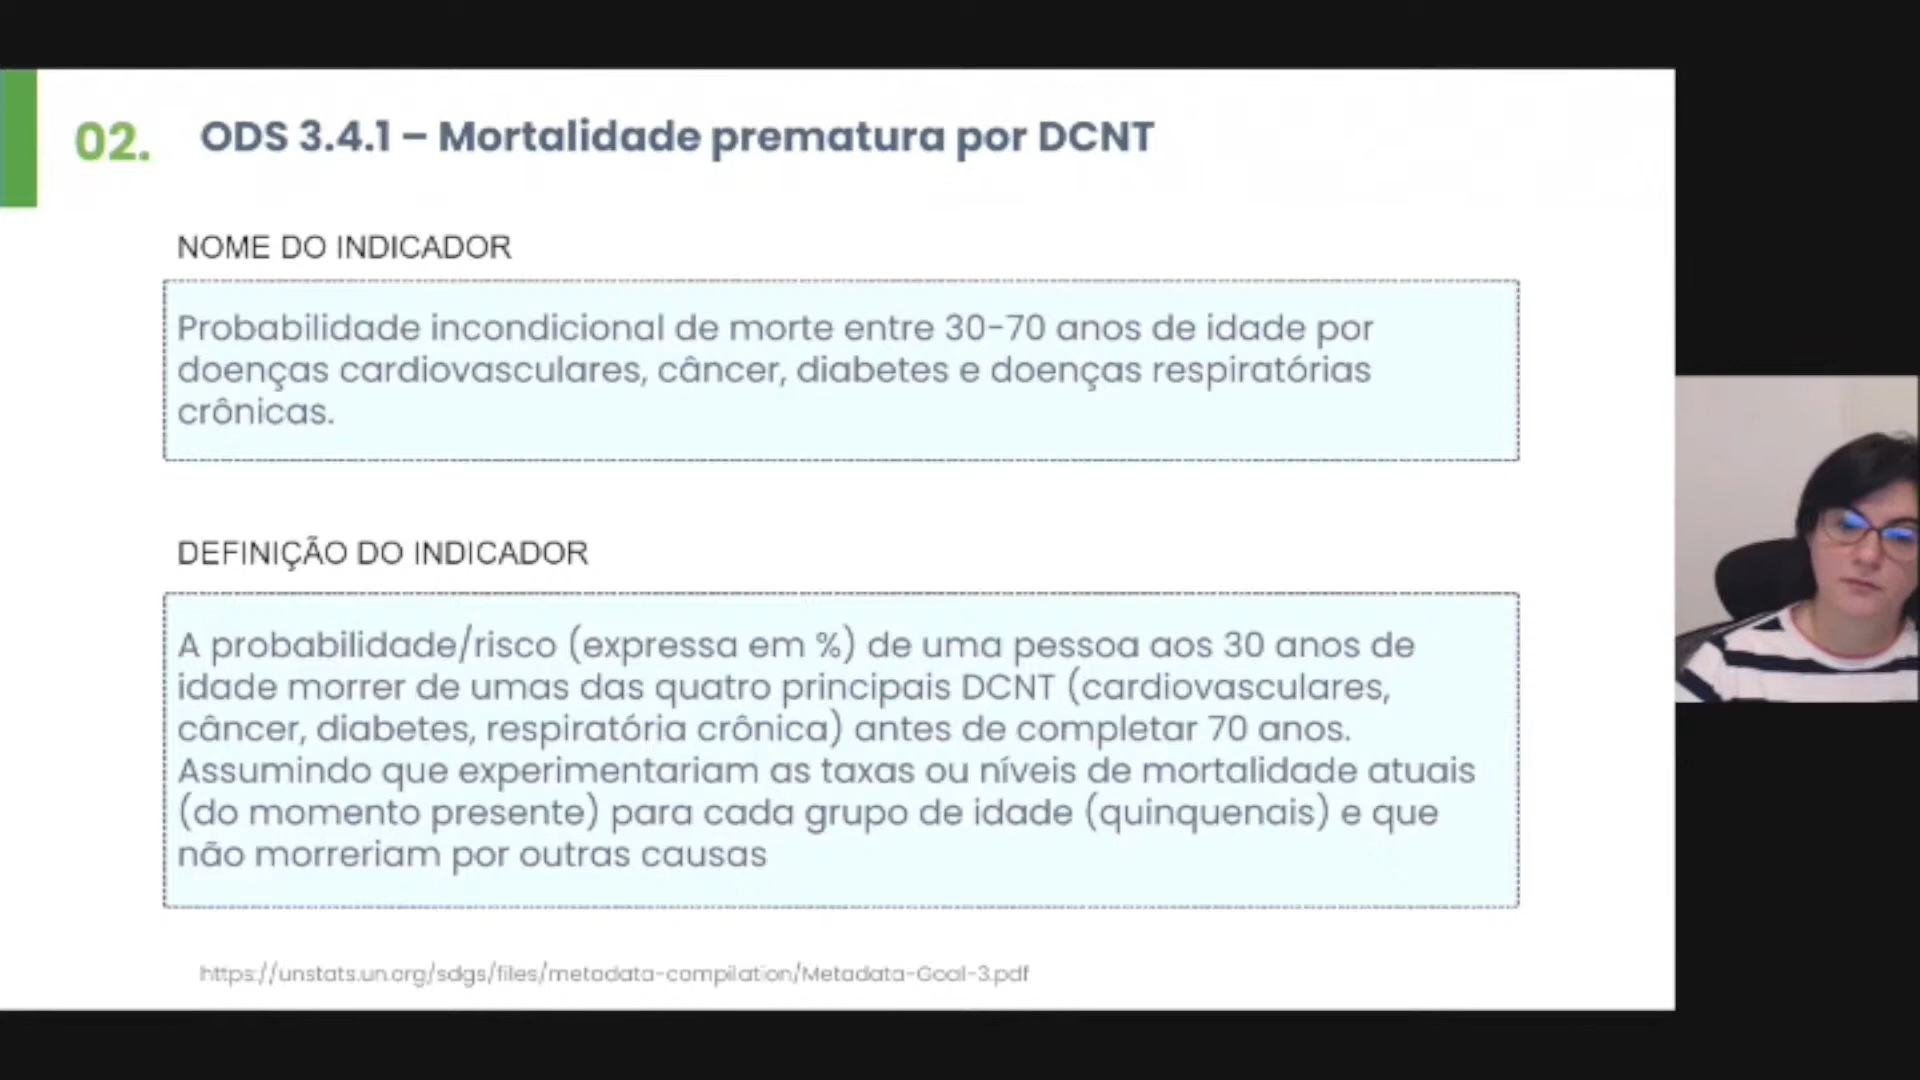 02. ODS 3.4.1 – Mortalidade prematura por DCNT
NOME DO INDICADOR
Probabilidade incondicional de morte entre 30-70 anos de idade por
doenças cardiovasculares, câncer, diabetes e doenças respiratórias
crônicas.
DEFINIÇÃO DO INDICADOR
A probabilidade/risco (expressa em %) de uma pessoa aos 30 anos de
idade morrer de umas das quatro principais DCNT (cardiovasculares,
câncer, diabetes, respiratória crônica) antes de completar 70 anos.
Assumindo que experimentariam as taxas ou níveis de mortalidade atuais
(do momento presente) para cada grupo de idade (quinquenais) e que
não morreriam por outras causas
https://unstats.un.org/sdgs/files/metadata-compilation/Metadata-Goal-3.pdf